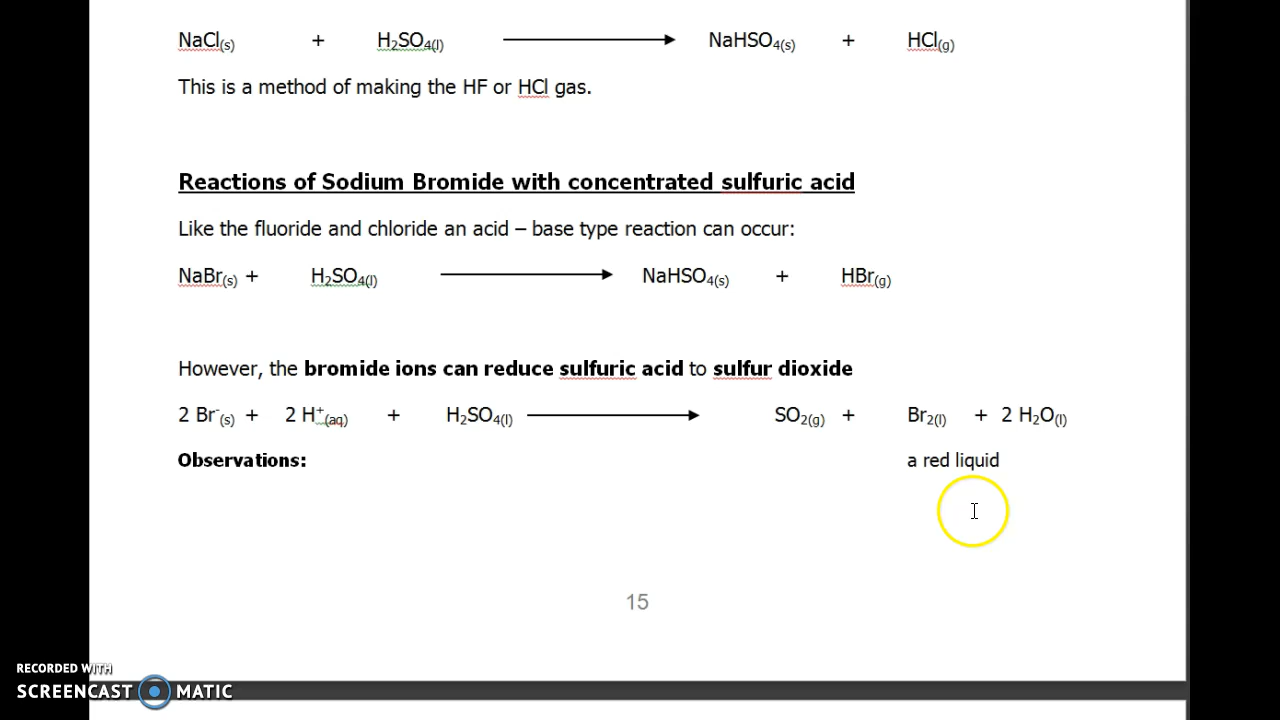 NaCl(s) + H2SO4(l) ⟶ NaHSO4(s) + HCl(g)
This is a method of making the HF or HCl gas.
Reactions of Sodium Bromide with concentrated sulfuric acid
Like the fluoride and chloride an acid – base type reaction can occur:
NaBr(s) + H2SO4(l) ⟶ NaHSO4(s) + HBr(g)
However, the bromide ions can reduce sulfuric acid to sulfur dioxide
2 Br-(s) + 2 H+(aq) + H2SO4(l) ⟶ SO2(g) + Br2(l) + 2 H2O(l)
Observations: a red liquid
15
RECORDED WITH
SCREENCAST MATIC